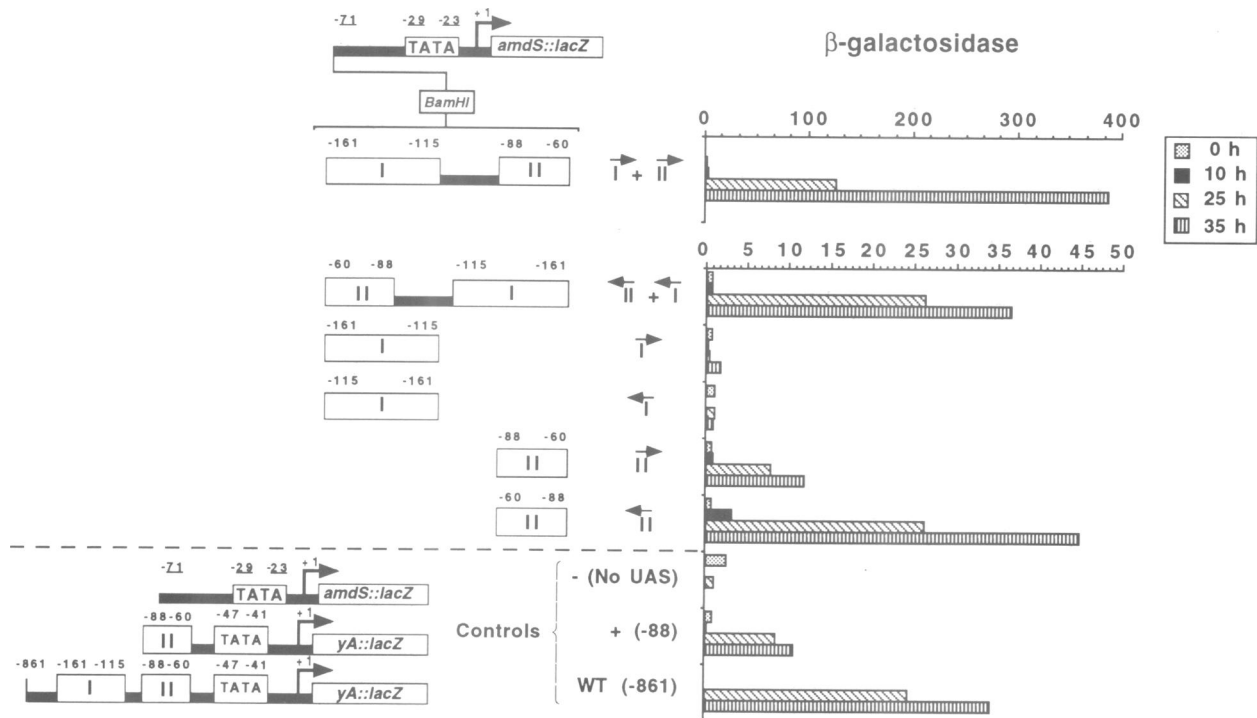 -71 -29 -23 +1
TATA amdS::lacZ
β-galactosidase
BamHI
0 100 200 300 400
-161 -115 -88 -60
I II I + II
0 h
10 h
25 h
35 h
0 5 10 15 20 25 30 35 40 45 50
-60 -88 -115 -161
II I II + I
-161 -115
I I
-115 -161
I I
-88 -60
II II
-60 -88
II II
-71 -29 -23 +1
TATA amdS::lacZ
- (No UAS)
-88-60 -47 -41 +1
II TATA yA::lacZ
Controls
+ (-88)
-861 -161 -115 -88-60 -47 -41 +1
I II TATA yA::lacZ
WT (-861)